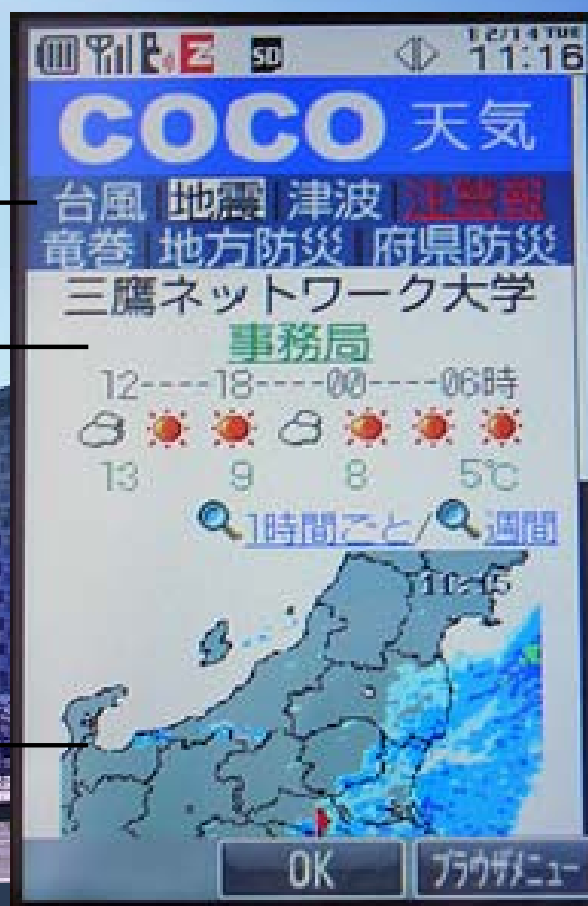 12/14 TUE
SD 11:16
COCO 天気
台風 地震 津波 注警報
竜巻 地方防災 府県防災
三鷹ネットワーク大学
事務局
12----18----00----06時
13 9 8 5℃
1時間ごと/週間
OK ブラウザメニュー